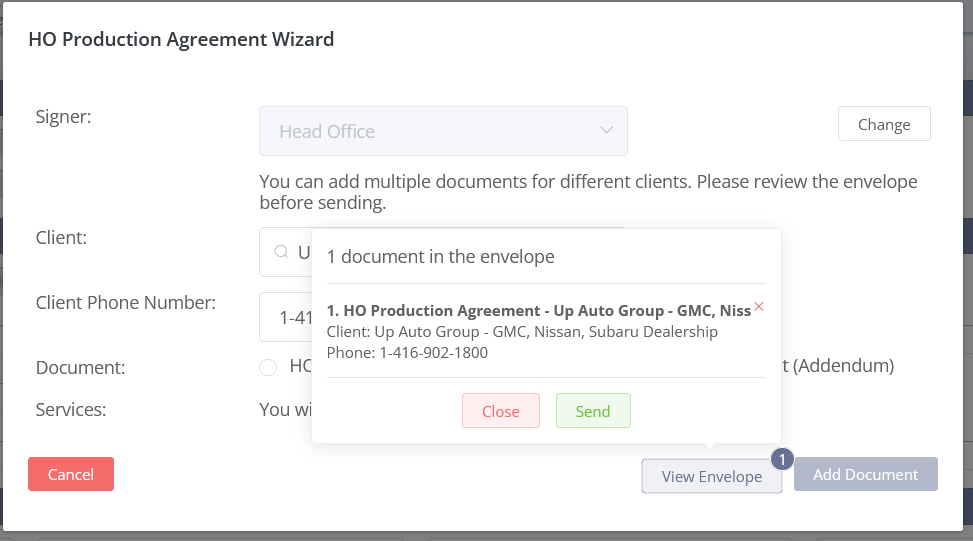 HO Production Agreement Wizard
Signer:
Head Office
Change
You can add multiple documents for different clients. Please review the envelope
before sending.
Client:
U
1 document in the envelope
1. HO Production Agreement - Up Auto Group - GMC, Niss
Client: Up Auto Group - GMC, Nissan, Subaru Dealership
Phone: 1-416-902-1800
Close
Send
Client Phone Number:
1-41
Document:
HO
t (Addendum)
Services:
You wi
Cancel
View Envelope
1
Add Document